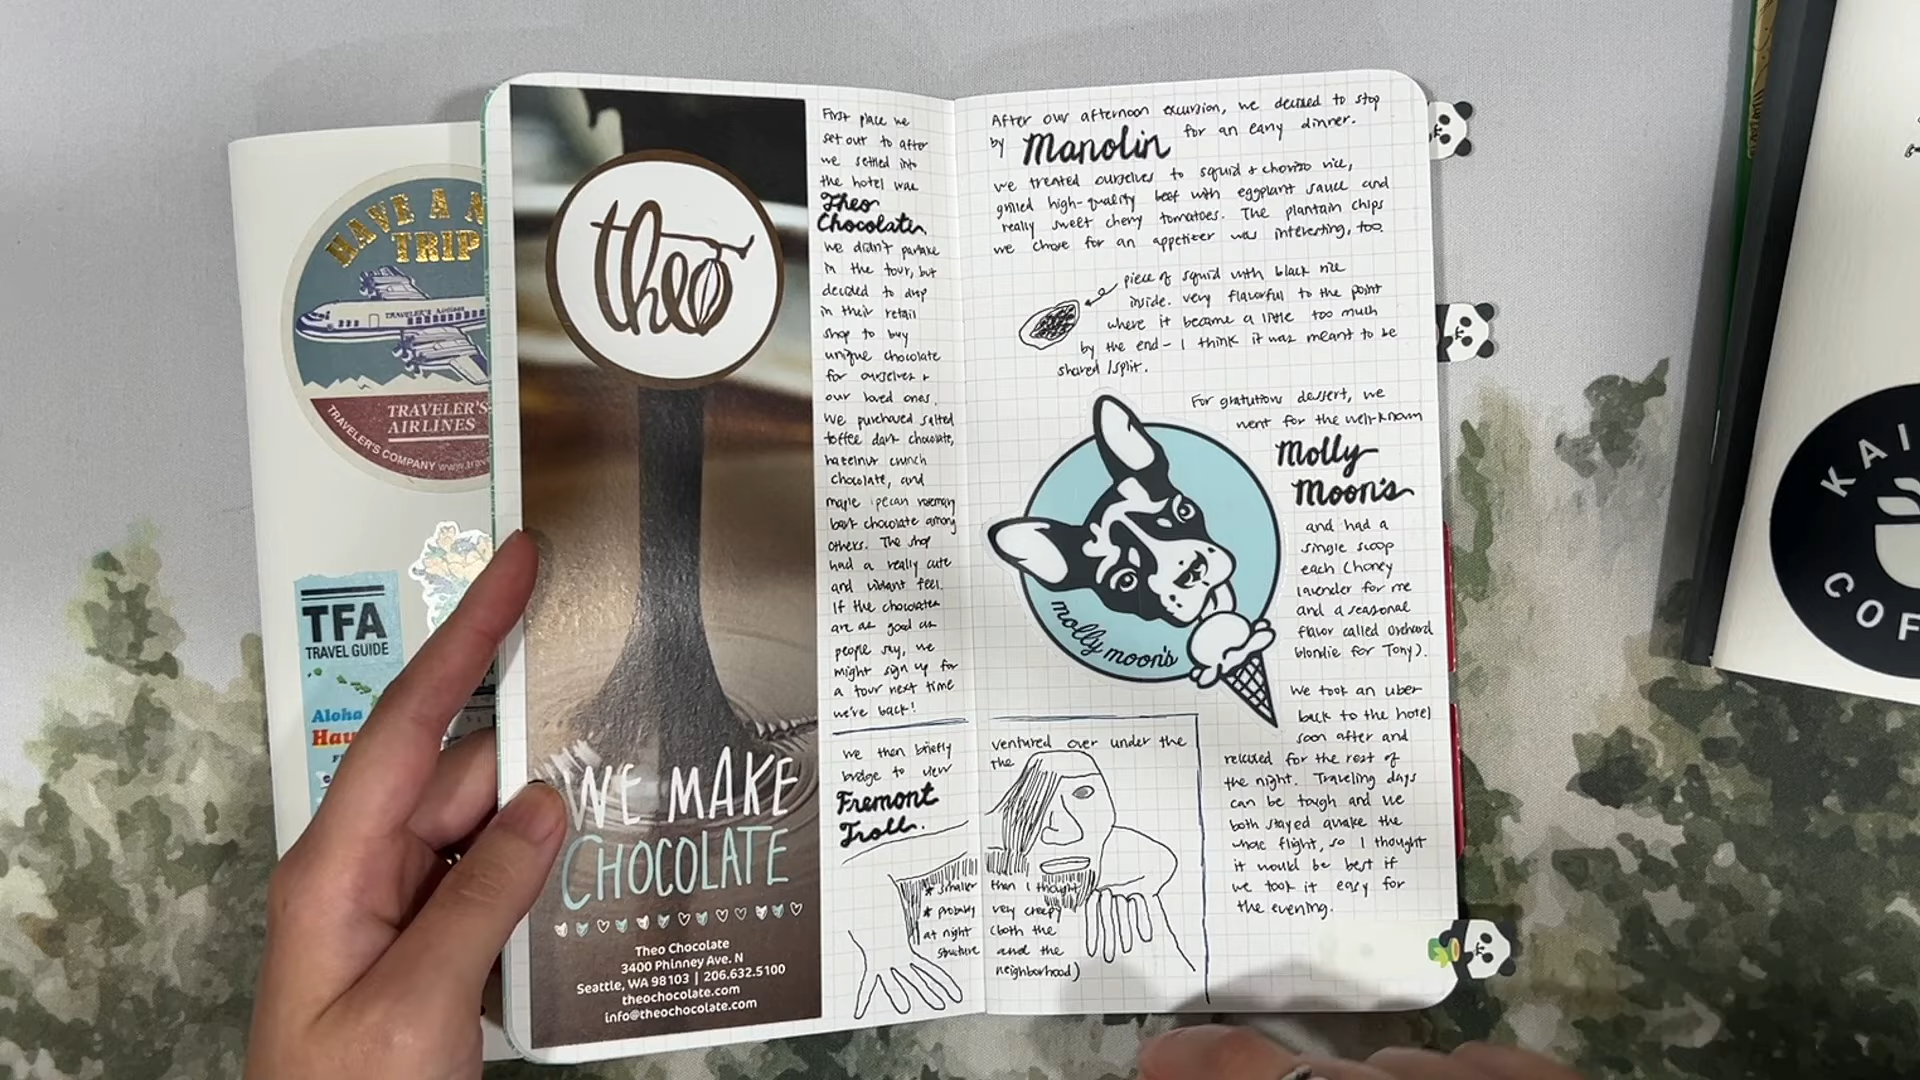 HAVE A N
TRIP
TRAVELER'S Airlines
TRAVELER'S
AIRLINES
TRAVELER'S COMPANY www.trav
TFA
TRAVEL GUIDE
Aloha
Hau
theo
WE MAKE
CHOCOLATE
Theo Chocolate
3400 Phinney Ave. N
Seattle, WA 98103 | 206.632.5100
theochocolate.com
info@theochocolate.com
First place we
set out to after
we settled into
the hotel was
Theo
Chocolate.
We didn't partake
in the tour, but
decided to drop
in their retail
shop to buy
unique chocolate
for ourselves +
our loved ones.
We purchased salted
toffee dark chocolate,
hazelnut crunch
chocolate, and
maple pecan rosemary
bark chocolate among
others. The shop
had a really cute
and vibrant feel.
If the chocolates
are as good as
people say, we
might sign up for
a tour next time
we're back!
We then briefly
bridge to view
Fremont
Troll.
ventured over under the
the
* smaller than I thought
* probably very creepy
at night (both the
structure and the
neighborhood)
After our afternoon excursion, we decided to stop
by Manolin for an early dinner.
we treated ourselves to squid + chorizo rice,
grilled high-quality beef with eggplant sauce and
really sweet cherry tomatoes. The plantain chips
we chose for an appetizer was interesting, too.
piece of squid with black rice
inside. very flavorful to the point
where it became a little too much
by the end - I think it was meant to be
shared/split.
For gratutious dessert, we
went for the well-known
Molly
Moon's
and had a
single scoop
each (honey
lavender for me
and a seasonal
flavor called orchard
blondie for Tony).
molly moon's
We took an uber
back to the hotel
soon after and
relaxed for the rest of
the night. Traveling days
can be tough and we
both stayed awake the
whole flight, so I thought
it would be best if
we took it easy for
the evening.
KAI
COF